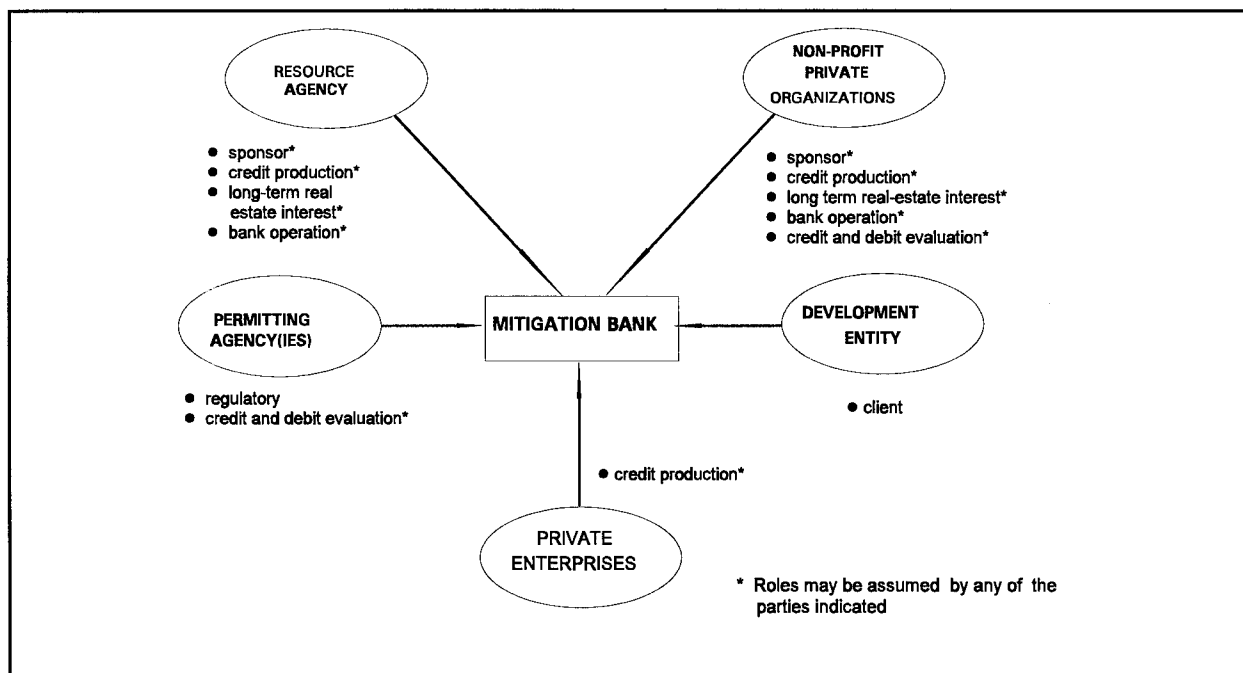 RESOURCE
AGENCY
● sponsor*
● credit production*
● long-term real
estate interest*
● bank operation*
NON-PROFIT
PRIVATE
ORGANIZATIONS
● sponsor*
● credit production*
● long term real-estate interest*
● bank operation*
● credit and debit evaluation*
PERMITTING
AGENCY(IES)
● regulatory
● credit and debit evaluation*
MITIGATION BANK
DEVELOPMENT
ENTITY
● client
● credit production*
PRIVATE
ENTERPRISES
* Roles may be assumed by any of the
parties indicated